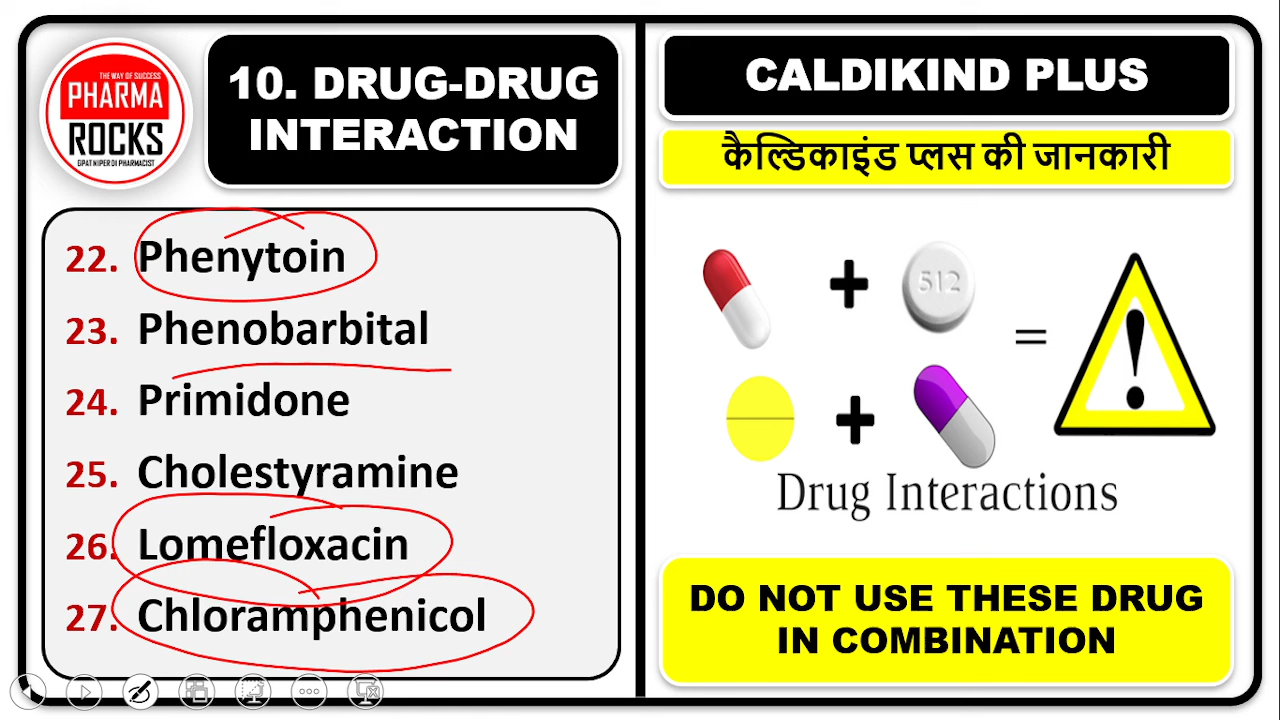 THE WAY OF SUCCESS
PHARMA
ROCKS
GPAT NIPER DI PHARMACIST
10. DRUG-DRUG
INTERACTION
22. Phenytoin
23. Phenobarbital
24. Primidone
25. Cholestyramine
26. Lomefloxacin
27. Chloramphenicol
CALDIKIND PLUS
कैल्डिकाइंड प्लस की जानकारी
+
512
=
!
+
Drug Interactions
DO NOT USE THESE DRUG
IN COMBINATION